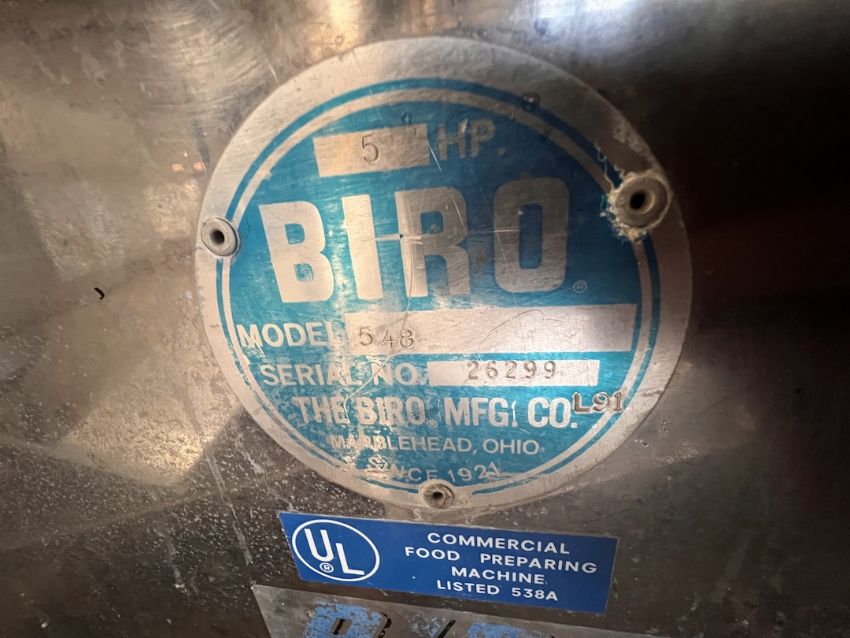 5 HP.
BIRO®
MODEL 548
SERIAL NO. 26299
THE BIRO® MFG. CO. L91
MARBLEHEAD, OHIO
SINCE 1921
UL®
COMMERCIAL
FOOD PREPARING
MACHINE
LISTED 538A